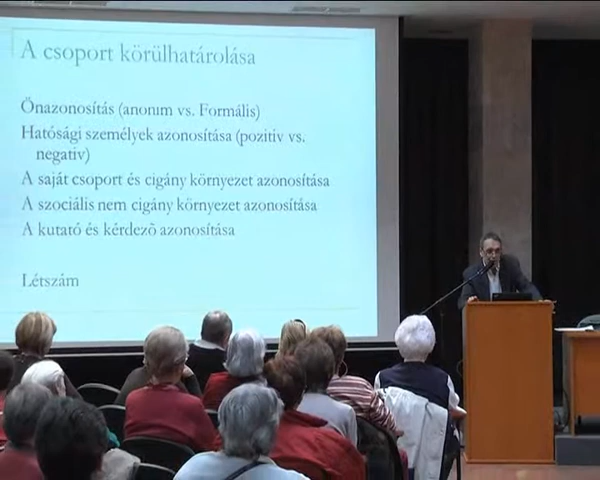 A csoport körülhatárolása
Önazonosítás (anonim vs. Formális)
Hatósági személyek azonosítása (pozitív vs.
negatív)
A saját csoport és cigány környezet azonosítása
A szociális nem cigány környezet azonosítása
A kutató és kérdező azonosítása
Létszám